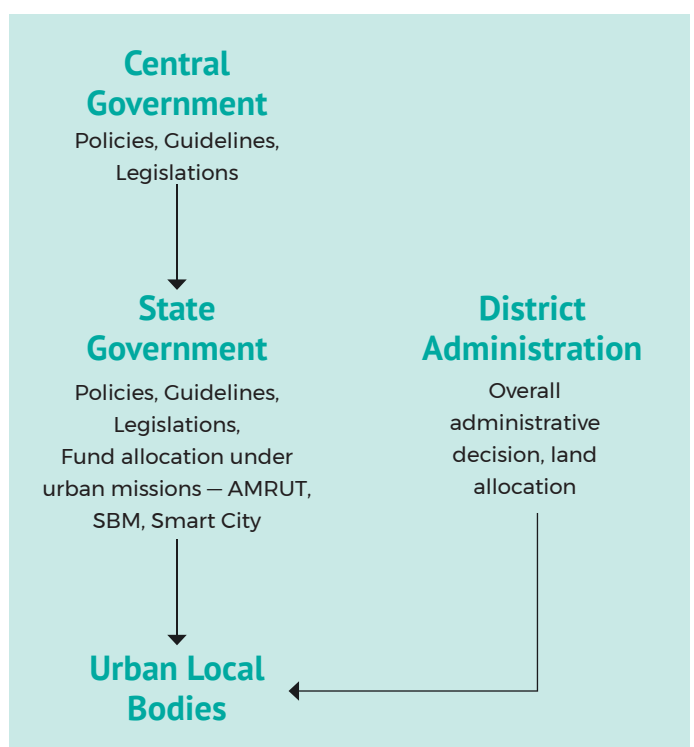 Central
Government
Policies, Guidelines,
Legislations
State
Government
Policies, Guidelines,
Legislations,
Fund allocation under
urban missions — AMRUT,
SBM, Smart City
District
Administration
Overall
administrative
decision, land
allocation
Urban Local
Bodies